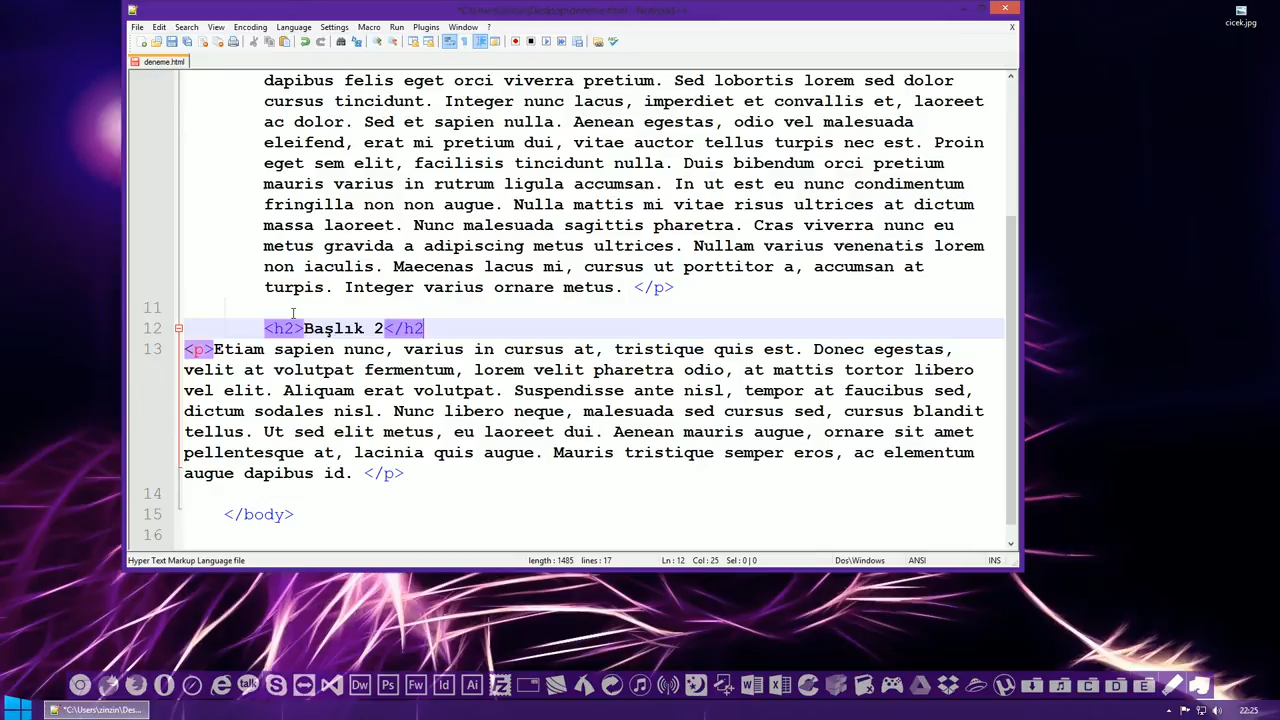 cicek.jpg
File Edit Search View Encoding Language Settings Macro Run Plugins Window ? X
deneme.html
dapibus felis eget orci viverra pretium. Sed lobortis lorem sed dolor
cursus tincidunt. Integer nunc lacus, imperdiet et convallis et, laoreet
ac dolor. Sed et sapien nulla. Aenean egestas, odio vel malesuada
eleifend, erat mi pretium dui, vitae auctor tellus turpis nec est. Proin
eget sem elit, facilisis tincidunt nulla. Duis bibendum orci pretium
mauris varius in rutrum ligula accumsan. In ut est eu nunc condimentum
fringilla non non augue. Nulla mattis mi vitae risus ultrices at dictum
massa laoreet. Nunc malesuada sagittis pharetra. Cras viverra nunc eu
metus gravida a adipiscing metus ultrices. Nullam varius venenatis lorem
non iaculis. Maecenas lacus mi, cursus ut porttitor a, accumsan at
turpis. Integer varius ornare metus. </p>
11
12 <h2>Başlık 2</h2
13 <p>Etiam sapien nunc, varius in cursus at, tristique quis est. Donec egestas,
velit at volutpat fermentum, lorem velit pharetra odio, at mattis tortor libero
vel elit. Aliquam erat volutpat. Suspendisse ante nisl, tempor at faucibus sed,
dictum sodales nisl. Nunc libero neque, malesuada sed cursus sed, cursus blandit
tellus. Ut sed elit metus, eu laoreet dui. Aenean mauris augue, ornare sit amet
pellentesque at, lacinia quis augue. Mauris tristique semper eros, ac elementum
augue dapibus id. </p>
14
15 </body>
16
Hyper Text Markup Language file length : 1485 lines : 17 Ln : 12 Col : 25 Sel : 0 | 0 Dos\Windows ANSI INS
talk Dw Ps Fw Id Ai C D E
*C:\Users\zinzin\Des... 22:25